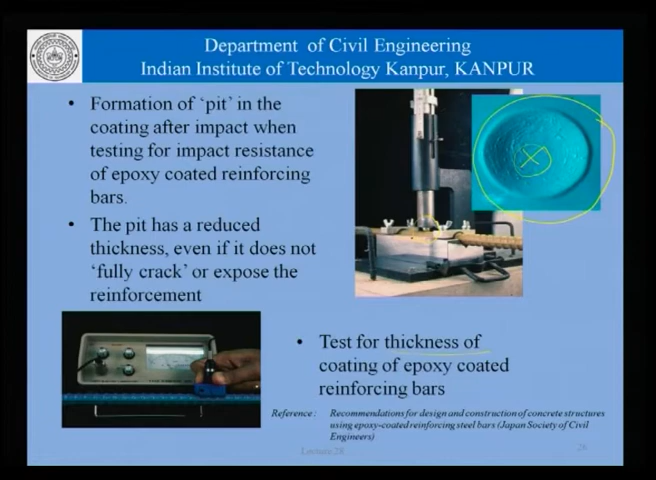 Department of Civil Engineering
Indian Institute of Technology Kanpur, KANPUR
• Formation of 'pit' in the
coating after impact when
testing for impact resistance
of epoxy coated reinforcing
bars.
• The pit has a reduced
thickness, even if it does not
'fully crack' or expose the
reinforcement
• Test for thickness of
coating of epoxy coated
reinforcing bars
Reference : Recommendations for design and construction of concrete structures
using epoxy-coated reinforcing steel bars (Japan Society of Civil
Engineers)
Lecture 28